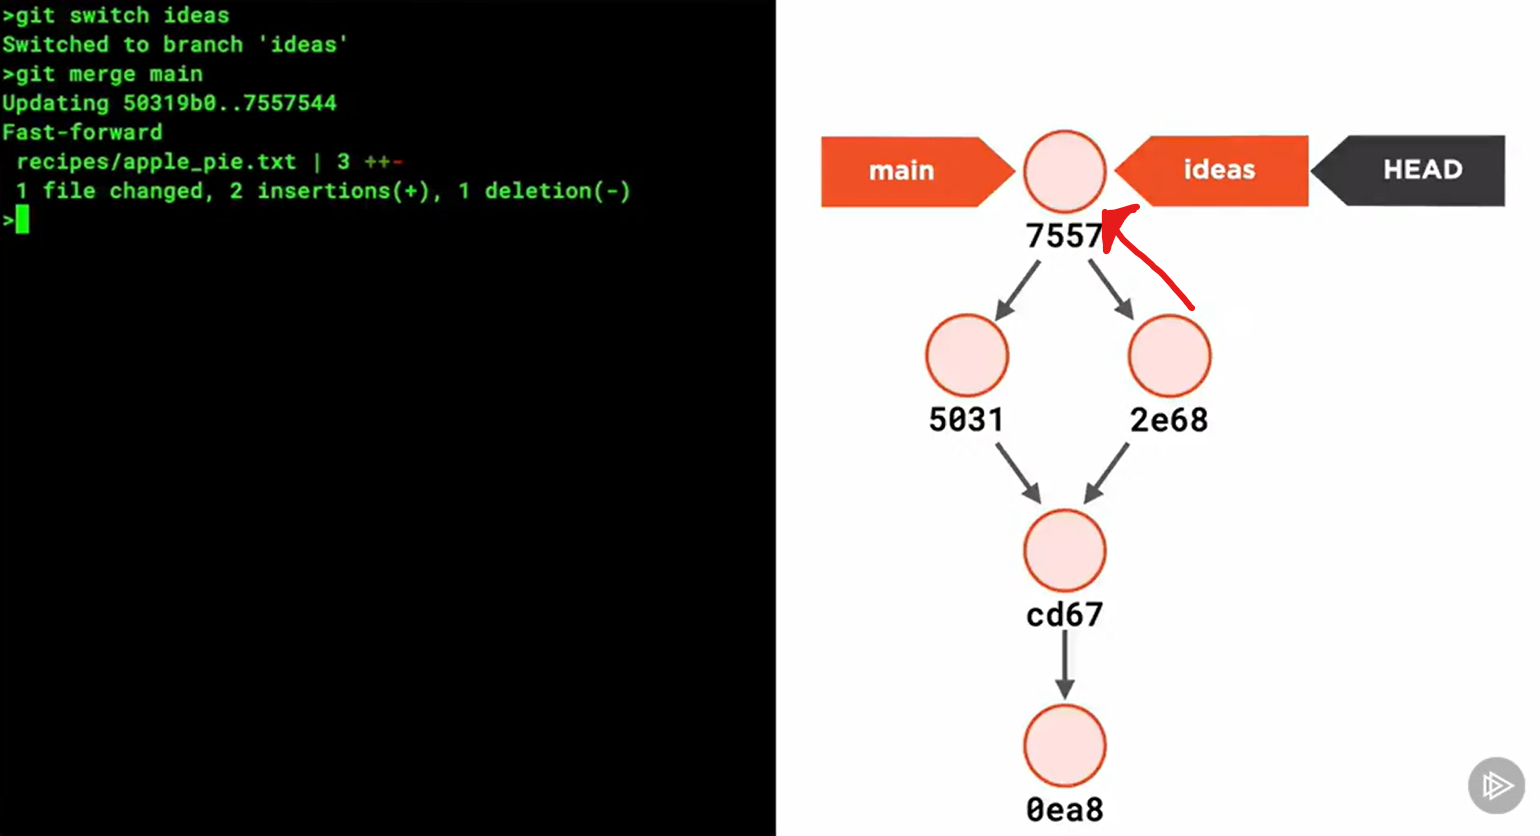 >git switch ideas
Switched to branch 'ideas'
>git merge main
Updating 50319b0..7557544
Fast-forward
recipes/apple_pie.txt | 3 ++-
1 file changed, 2 insertions(+), 1 deletion(-)
>
main
ideas
HEAD
7557
5031
2e68
cd67
0ea8